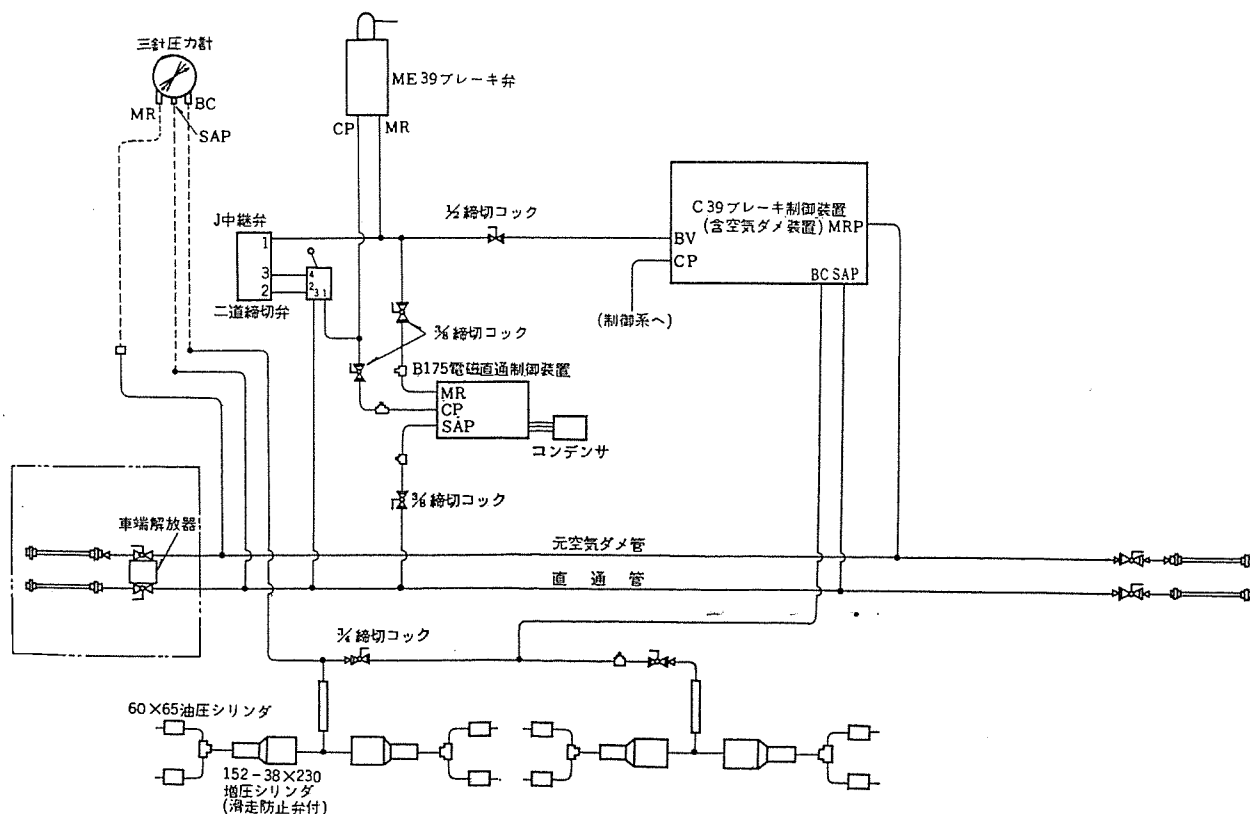 三針圧力計
MR
BC
SAP
ME39ブレーキ弁
CP
MR
J中継弁
1
3
2
4
2
3 1
二道締切弁
1/2締切コック
C39ブレーキ制御装置
(含空気ダメ装置)
MRP
BV
CP
BC SAP
(制御系へ)
3/8締切コック
B175電磁直通制御装置
MR
CP
SAP
コンデンサ
3/8締切コック
車端解放器
元空気ダメ管
直通管
3/4締切コック
60×65油圧シリンダ
152-38×230
増圧シリンダ
(滑走防止弁付)